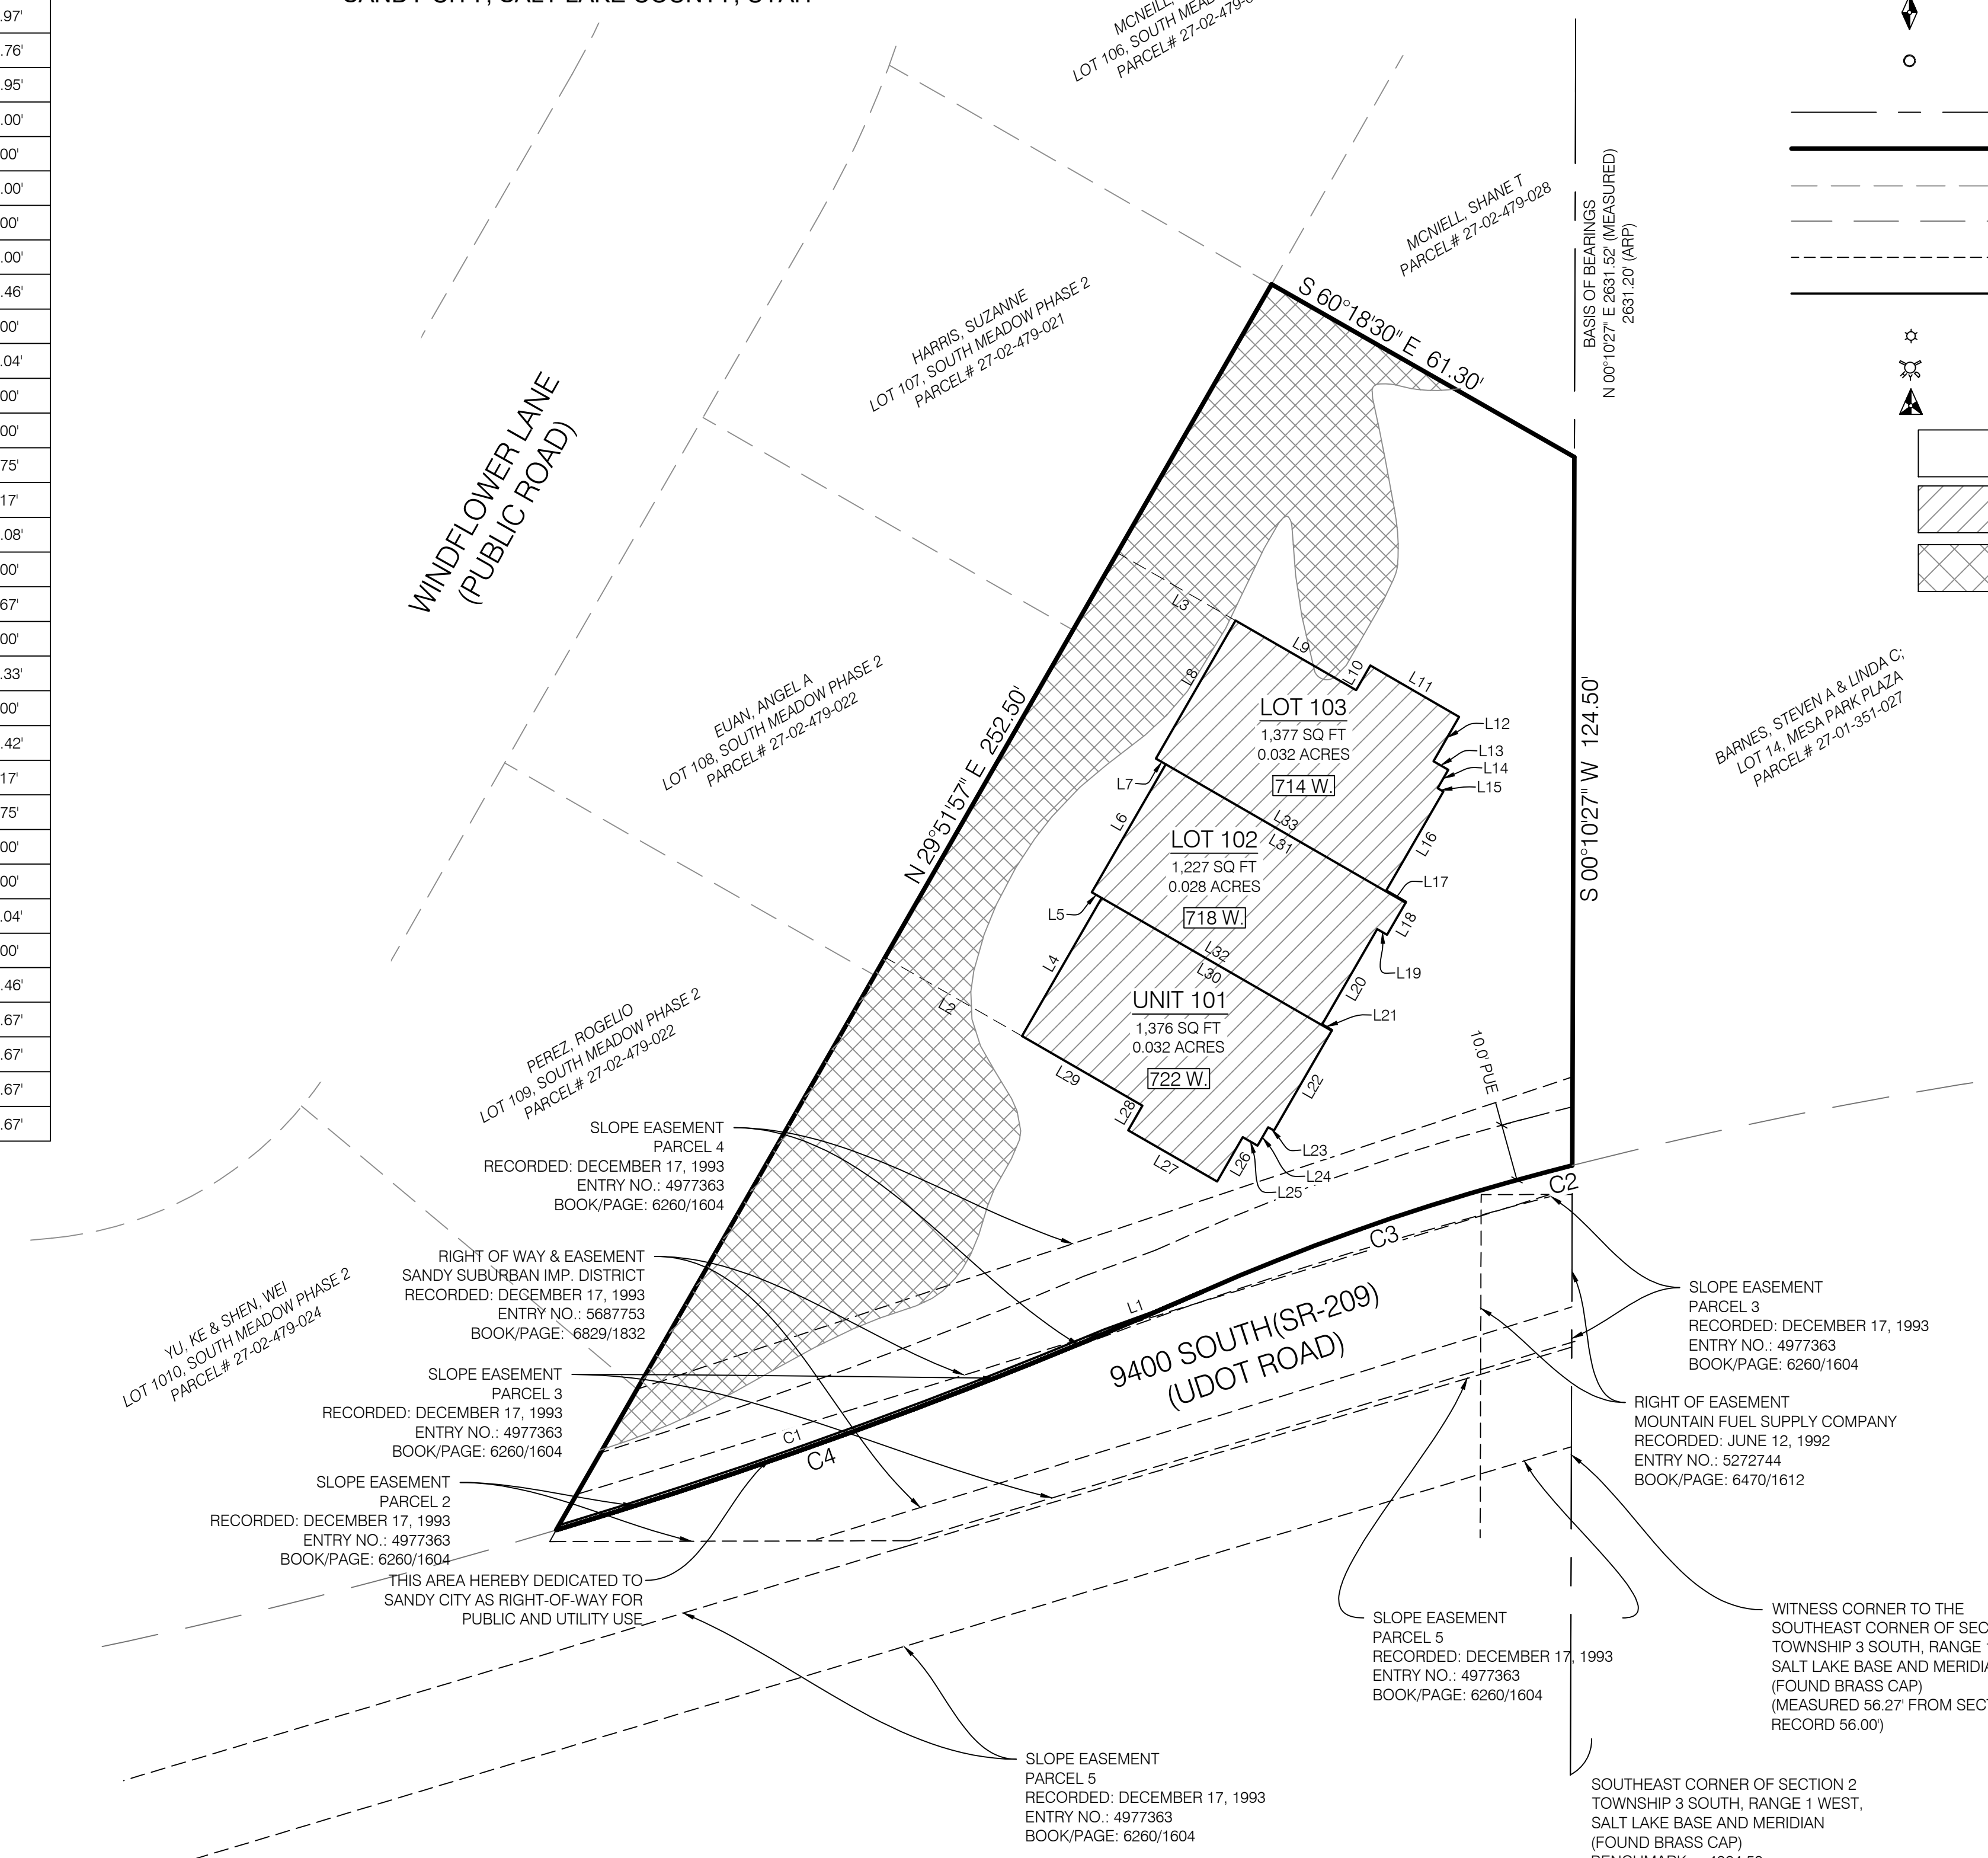 SANDY CITY, SALT LAKE COUNTY, UTAH
.97'
.76'
.95'
.00'
00'
.00'
00'
.00'
.46'
00'
.04'
00'
00'
75'
17'
.08'
00'
67'
00'
.33'
00'
.42'
17'
75'
00'
00'
.04'
00'
.46'
.67'
.67'
.67'
.67'
MCNEILL,
LOT 106, SOUTH MEADOW
PARCEL# 27-02-479-
MCNIELL, SHANE T
PARCEL# 27-02-479-028
BASIS OF BEARINGS
N 00°10'27" E 2631.52' (MEASURED)
2631.20' (ARP)
S 60°18'30" E 61.30'
HARRIS, SUZANNE
LOT 107, SOUTH MEADOW PHASE 2
PARCEL# 27-02-479-021
WINDFLOWER LANE
(PUBLIC ROAD)
EUAN, ANGEL A
LOT 108, SOUTH MEADOW PHASE 2
PARCEL# 27-02-479-022
N 29°51'57" E 252.50'
S 00°10'27" W 124.50'
BARNES, STEVEN A & LINDA C;
LOT 14, MESA PARK PLAZA
PARCEL# 27-01-351-027
L3
L9
L10
L11
L8
LOT 103
1,377 SQ FT
0.032 ACRES
714 W.
L12
L13
L14
L15
L7
L6
L33
L31
L16
LOT 102
1,227 SQ FT
0.028 ACRES
718 W.
L17
L18
L5
L4
L32
L30
L19
L20
L2
UNIT 101
1,376 SQ FT
0.032 ACRES
722 W.
L21
L29
L22
L28
L27
L26
L23
L24
L25
10.0' PUE
PEREZ, ROGELIO
LOT 109, SOUTH MEADOW PHASE 2
PARCEL# 27-02-479-022
YU, KE & SHEN, WEI
LOT 1010, SOUTH MEADOW PHASE 2
PARCEL# 27-02-479-024
SLOPE EASEMENT
PARCEL 4
RECORDED: DECEMBER 17, 1993
ENTRY NO.: 4977363
BOOK/PAGE: 6260/1604
RIGHT OF WAY & EASEMENT
SANDY SUBURBAN IMP. DISTRICT
RECORDED: DECEMBER 17, 1993
ENTRY NO.: 5687753
BOOK/PAGE: 6829/1832
SLOPE EASEMENT
PARCEL 3
RECORDED: DECEMBER 17, 1993
ENTRY NO.: 4977363
BOOK/PAGE: 6260/1604
SLOPE EASEMENT
PARCEL 2
RECORDED: DECEMBER 17, 1993
ENTRY NO.: 4977363
BOOK/PAGE: 6260/1604
THIS AREA HEREBY DEDICATED TO
SANDY CITY AS RIGHT-OF-WAY FOR
PUBLIC AND UTILITY USE
C2
C3
L1
C1
C4
9400 SOUTH(SR-209)
(UDOT ROAD)
SLOPE EASEMENT
PARCEL 3
RECORDED: DECEMBER 17, 1993
ENTRY NO.: 4977363
BOOK/PAGE: 6260/1604
RIGHT OF EASEMENT
MOUNTAIN FUEL SUPPLY COMPANY
RECORDED: JUNE 12, 1992
ENTRY NO.: 5272744
BOOK/PAGE: 6470/1612
SLOPE EASEMENT
PARCEL 5
RECORDED: DECEMBER 17, 1993
ENTRY NO.: 4977363
BOOK/PAGE: 6260/1604
WITNESS CORNER TO THE
SOUTHEAST CORNER OF SEC
TOWNSHIP 3 SOUTH, RANGE
SALT LAKE BASE AND MERIDIA
(FOUND BRASS CAP)
(MEASURED 56.27' FROM SEC
RECORD 56.00')
SLOPE EASEMENT
PARCEL 5
RECORDED: DECEMBER 17, 1993
ENTRY NO.: 4977363
BOOK/PAGE: 6260/1604
SOUTHEAST CORNER OF SECTION 2
TOWNSHIP 3 SOUTH, RANGE 1 WEST,
SALT LAKE BASE AND MERIDIAN
(FOUND BRASS CAP)